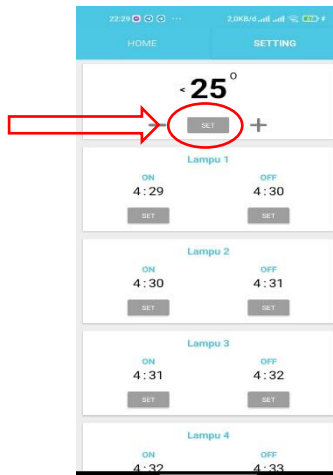 22:29 ... 2,0KB/d
HOME SETTING
< 25°
− SET +
Lampu 1
ON OFF
4:29 4:30
SET SET
Lampu 2
ON OFF
4:30 4:31
SET SET
Lampu 3
ON OFF
4:31 4:32
SET SET
Lampu 4
ON OFF
4:32 4:33